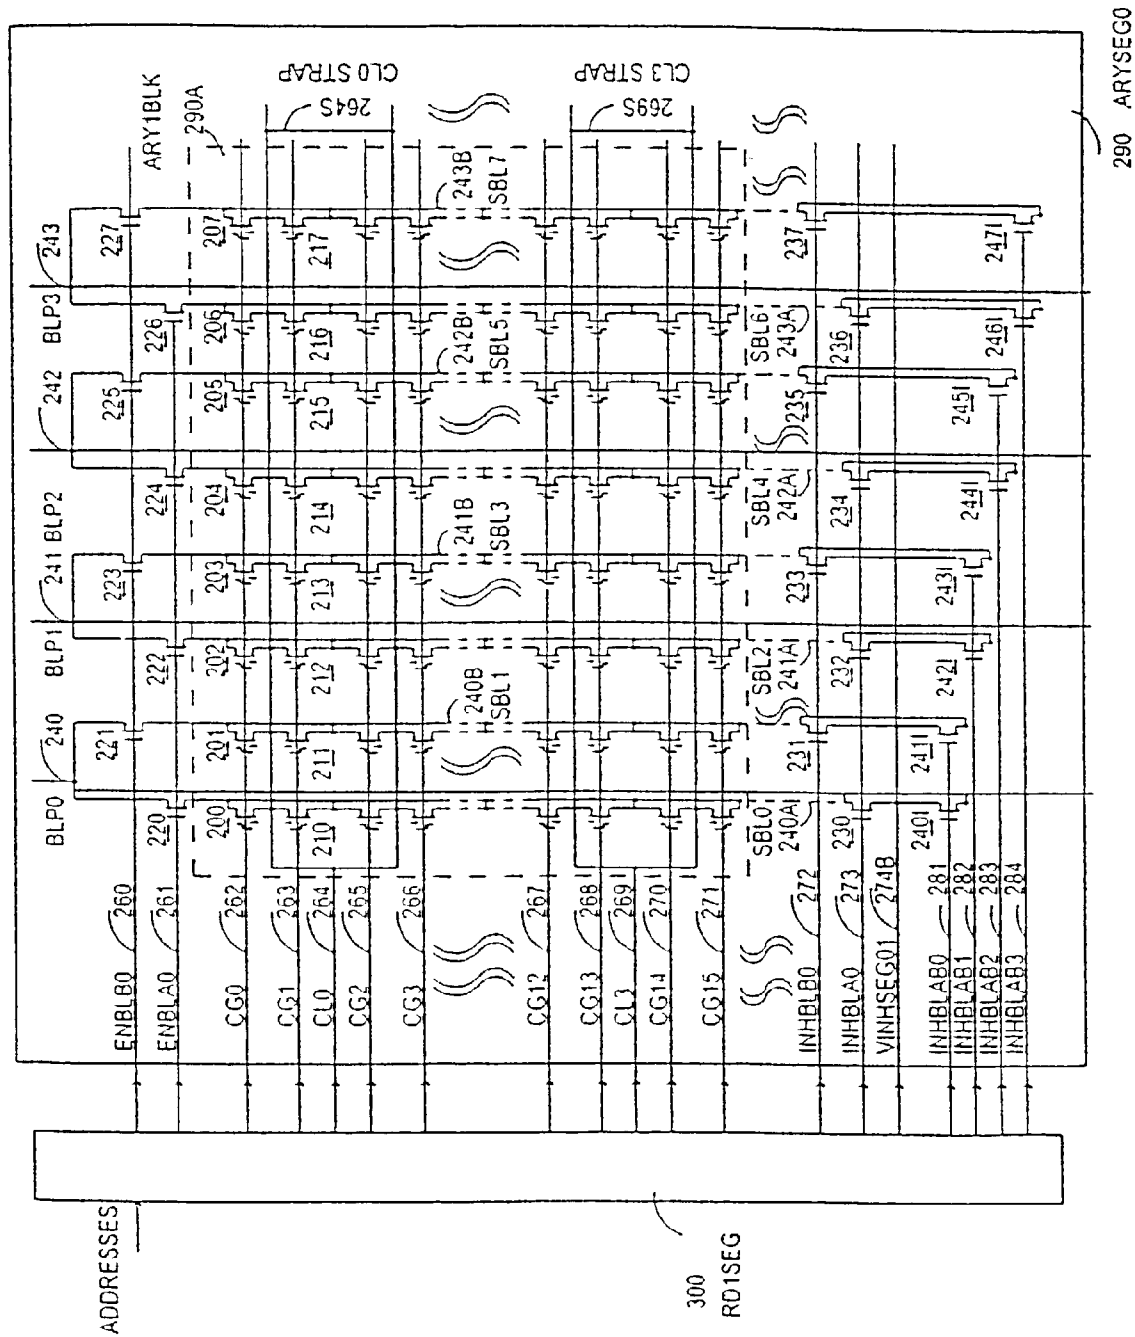 ADDRESSES
300
RD1SEG
290 ARYSEG0
ENBLB0 260
ENBLA0 261
CG0 262
CG1 263
CL0 264
CG2 265
CG3 266
CG12 267
CG13 268
CL3 269
CG14 270
CG15 271
INHBLB0 272
INHBLA0 273
VINHSEG01 274B
INHBLAB0 281
INHBLAB1 282
INHBLAB2 283
INHBLAB3 284
BLP0 240
BLP1 241
BLP2 242
BLP3 243
221 223 225 227
220 222 224 226
ARY1BLK
290A
200 201 202 203 204 205 206 207
210 211 212 213 214 215 216 217
264S
CL0 STRAP
240B
SBL1
241B
SBL3
242B
SBL5
243B
SBL7
269S
CL3 STRAP
SBL0
240A
SBL2
241A
SBL4
242A
SBL6
243A
231 233 235 237
230 232 234 236
240I 241I 242I 243I 244I 245I 246I 247I